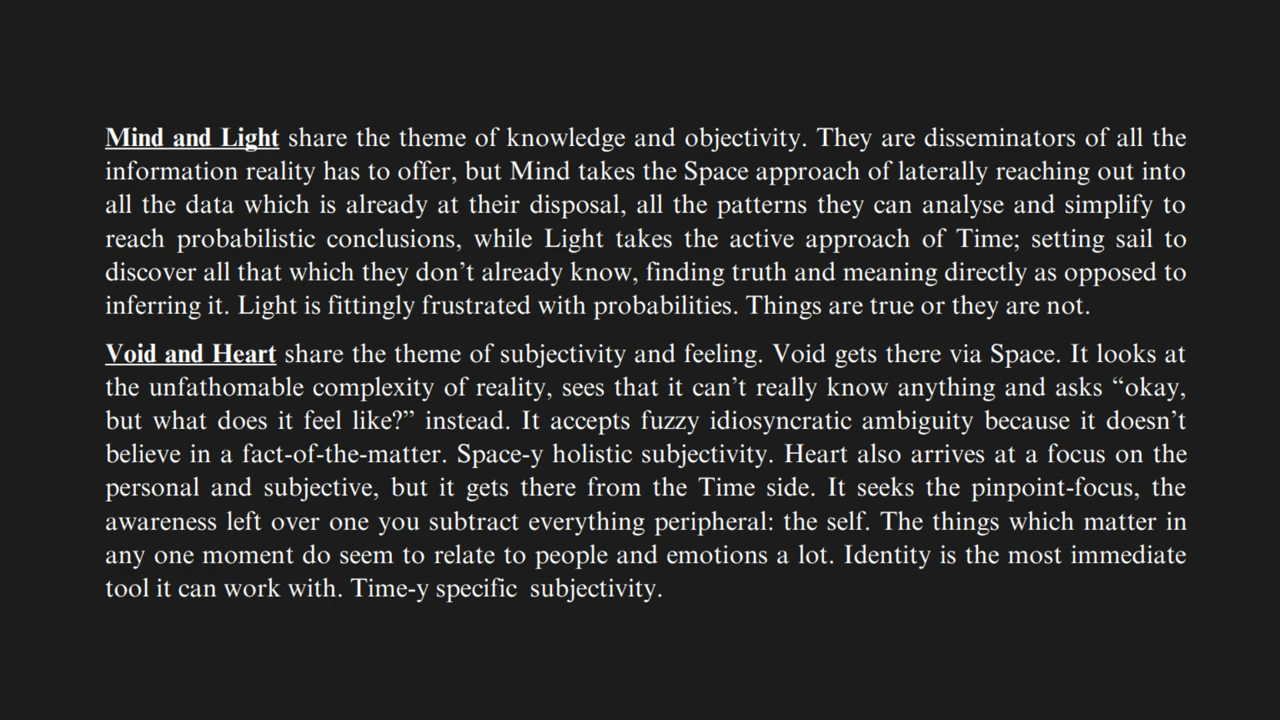 Mind and Light share the theme of knowledge and objectivity. They are disseminators of all the
information reality has to offer, but Mind takes the Space approach of laterally reaching out into
all the data which is already at their disposal, all the patterns they can analyse and simplify to
reach probabilistic conclusions, while Light takes the active approach of Time; setting sail to
discover all that which they don’t already know, finding truth and meaning directly as opposed to
inferring it. Light is fittingly frustrated with probabilities. Things are true or they are not.
Void and Heart share the theme of subjectivity and feeling. Void gets there via Space. It looks at
the unfathomable complexity of reality, sees that it can’t really know anything and asks “okay,
but what does it feel like?” instead. It accepts fuzzy idiosyncratic ambiguity because it doesn’t
believe in a fact-of-the-matter. Space-y holistic subjectivity. Heart also arrives at a focus on the
personal and subjective, but it gets there from the Time side. It seeks the pinpoint-focus, the
awareness left over one you subtract everything peripheral: the self. The things which matter in
any one moment do seem to relate to people and emotions a lot. Identity is the most immediate
tool it can work with. Time-y specific  subjectivity.